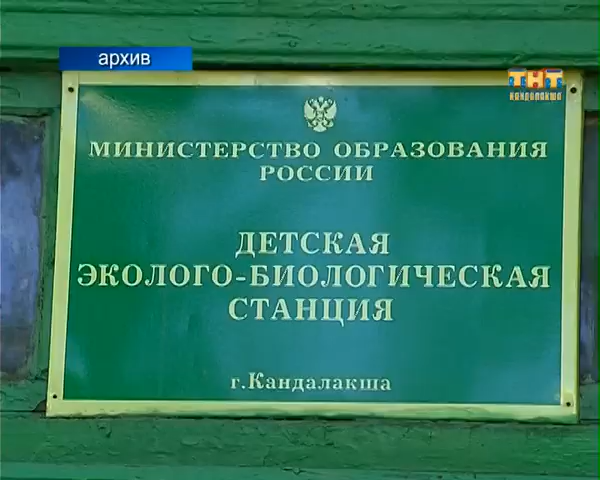 архив
ТНТ
КАНДАЛАКША
МИНИСТЕРСТВО ОБРАЗОВАНИЯ
РОССИИ
ДЕТСКАЯ
ЭКОЛОГО-БИОЛОГИЧЕСКАЯ
СТАНЦИЯ
г.Кандалакша